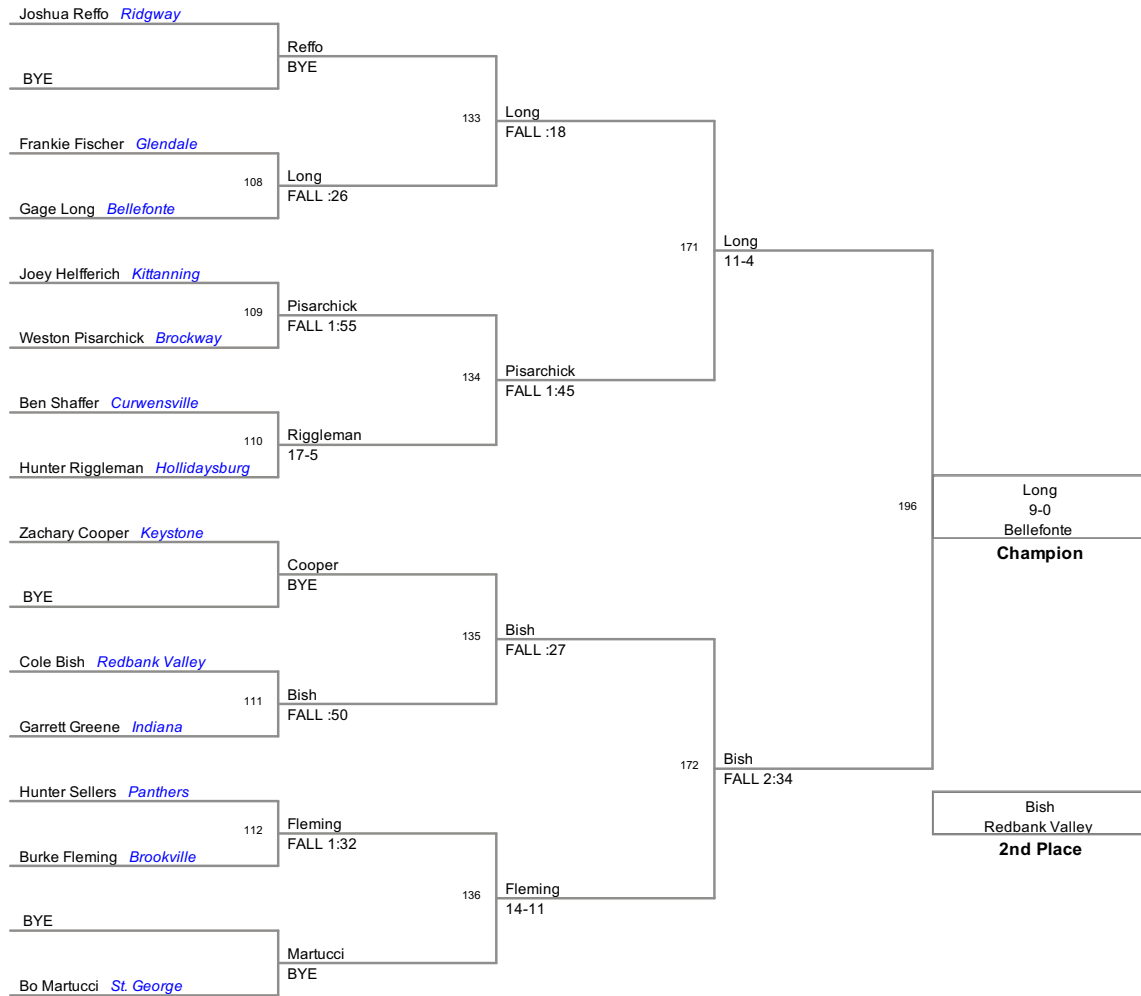 Joshua Reffo Ridgway
BYE
Frankie Fischer Glendale
Gage Long Bellefonte
Joey Helfferich Kittanning
Weston Pisarchick Brockway
Ben Shaffer Curwensville
Hunter Riggleman Hollidaysburg
Zachary Cooper Keystone
BYE
Cole Bish Redbank Valley
Garrett Greene Indiana
Hunter Sellers Panthers
Burke Fleming Brookville
BYE
Bo Martucci St. George
Reffo
BYE
108
Long
FALL :26
109
Pisarchick
FALL 1:55
110
Riggleman
17-5
Cooper
BYE
111
Bish
FALL :50
112
Fleming
FALL 1:32
Martucci
BYE
133
Long
FALL :18
134
Pisarchick
FALL 1:45
135
Bish
FALL :27
136
Fleming
14-11
171
Long
11-4
172
Bish
FALL 2:34
196
Long
9-0
Bellefonte
Champion
Bish
Redbank Valley
2nd Place